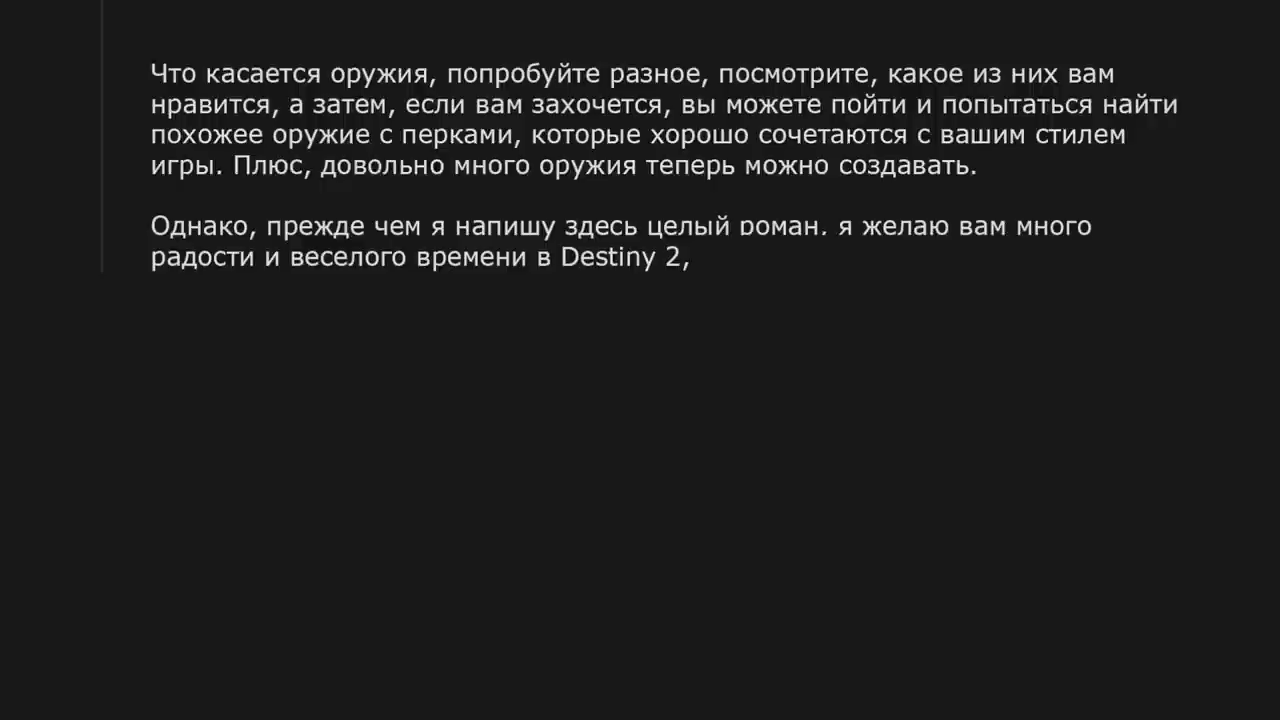 Что касается оружия, попробуйте разное, посмотрите, какое из них вам
нравится, а затем, если вам захочется, вы можете пойти и попытаться найти
похожее оружие с перками, которые хорошо сочетаются с вашим стилем
игры. Плюс, довольно много оружия теперь можно создавать.
Однако, прежде чем я напишу здесь целый роман, я желаю вам много
радости и веселого времени в Destiny 2,